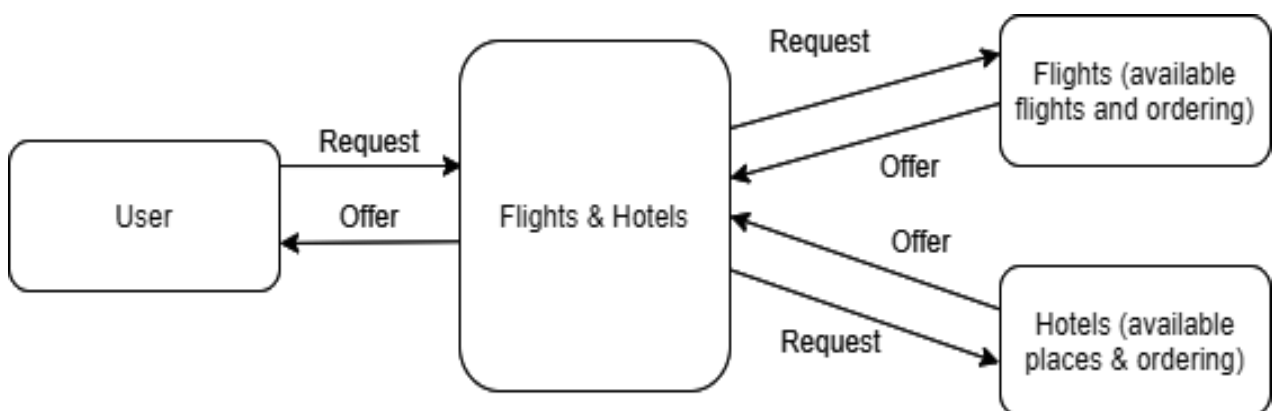 Request
Flights (available
flights and ordering)
Request
Offer
User
Offer
Flights & Hotels
Offer
Hotels (available
places & ordering)
Request